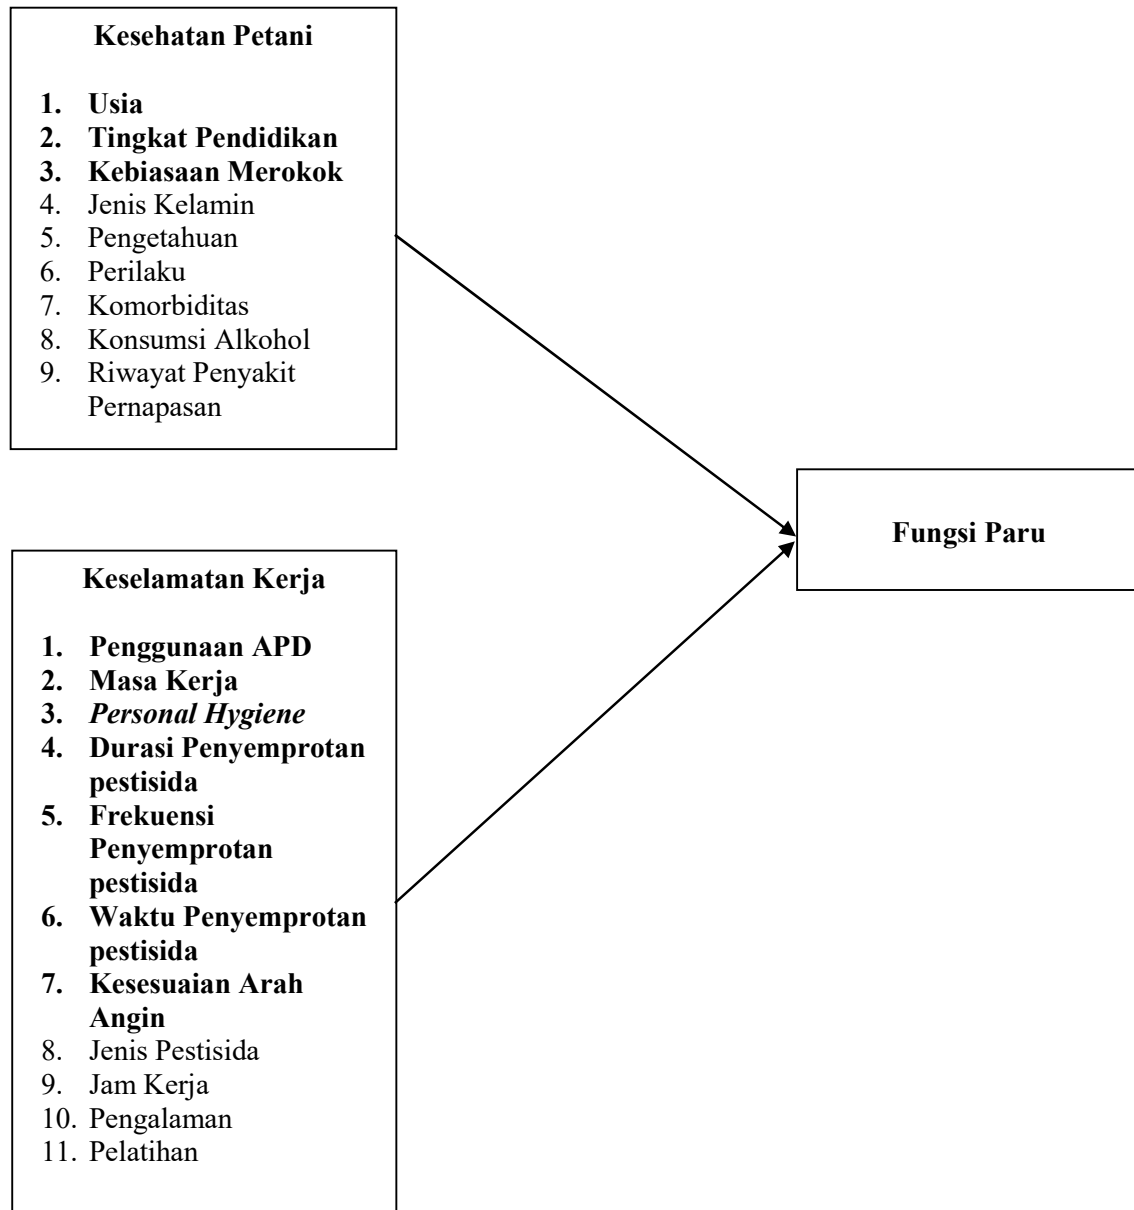 Kesehatan Petani
1. Usia
2. Tingkat Pendidikan
3. Kebiasaan Merokok
4. Jenis Kelamin
5. Pengetahuan
6. Perilaku
7. Komorbiditas
8. Konsumsi Alkohol
9. Riwayat Penyakit
Pernapasan
Fungsi Paru
Keselamatan Kerja
1. Penggunaan APD
2. Masa Kerja
3. Personal Hygiene
4. Durasi Penyemprotan
pestisida
5. Frekuensi
Penyemprotan
pestisida
6. Waktu Penyemprotan
pestisida
7. Kesesuaian Arah
Angin
8. Jenis Pestisida
9. Jam Kerja
10. Pengalaman
11. Pelatihan